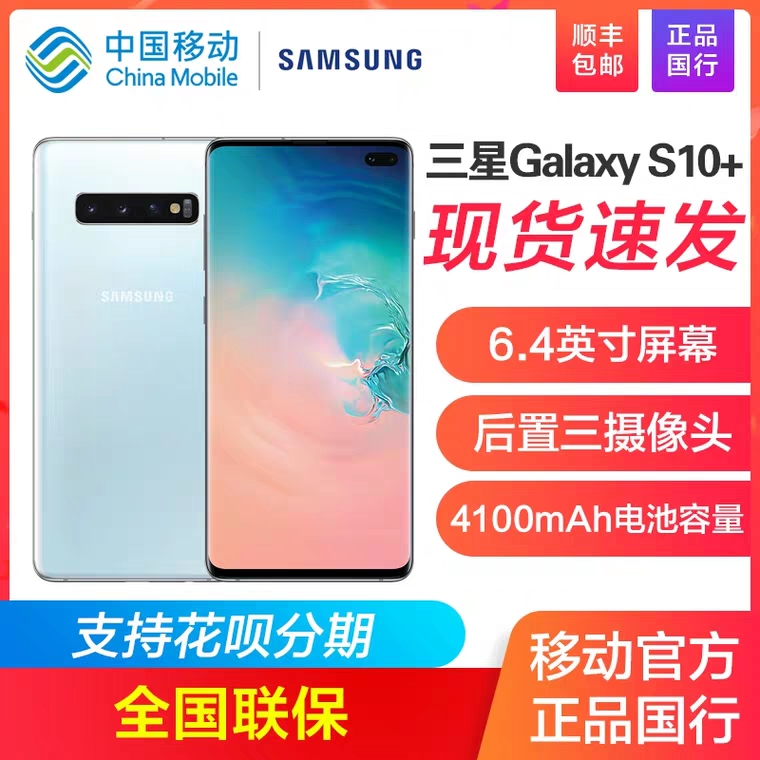 中国移动
China Mobile
SAMSUNG
顺丰
包邮
正品
国行
三星Galaxy S10+
现货速发
SAMSUNG
6.4英寸屏幕
后置三摄像头
4100mAh电池容量
支持花呗分期
全国联保
移动官方
正品国行